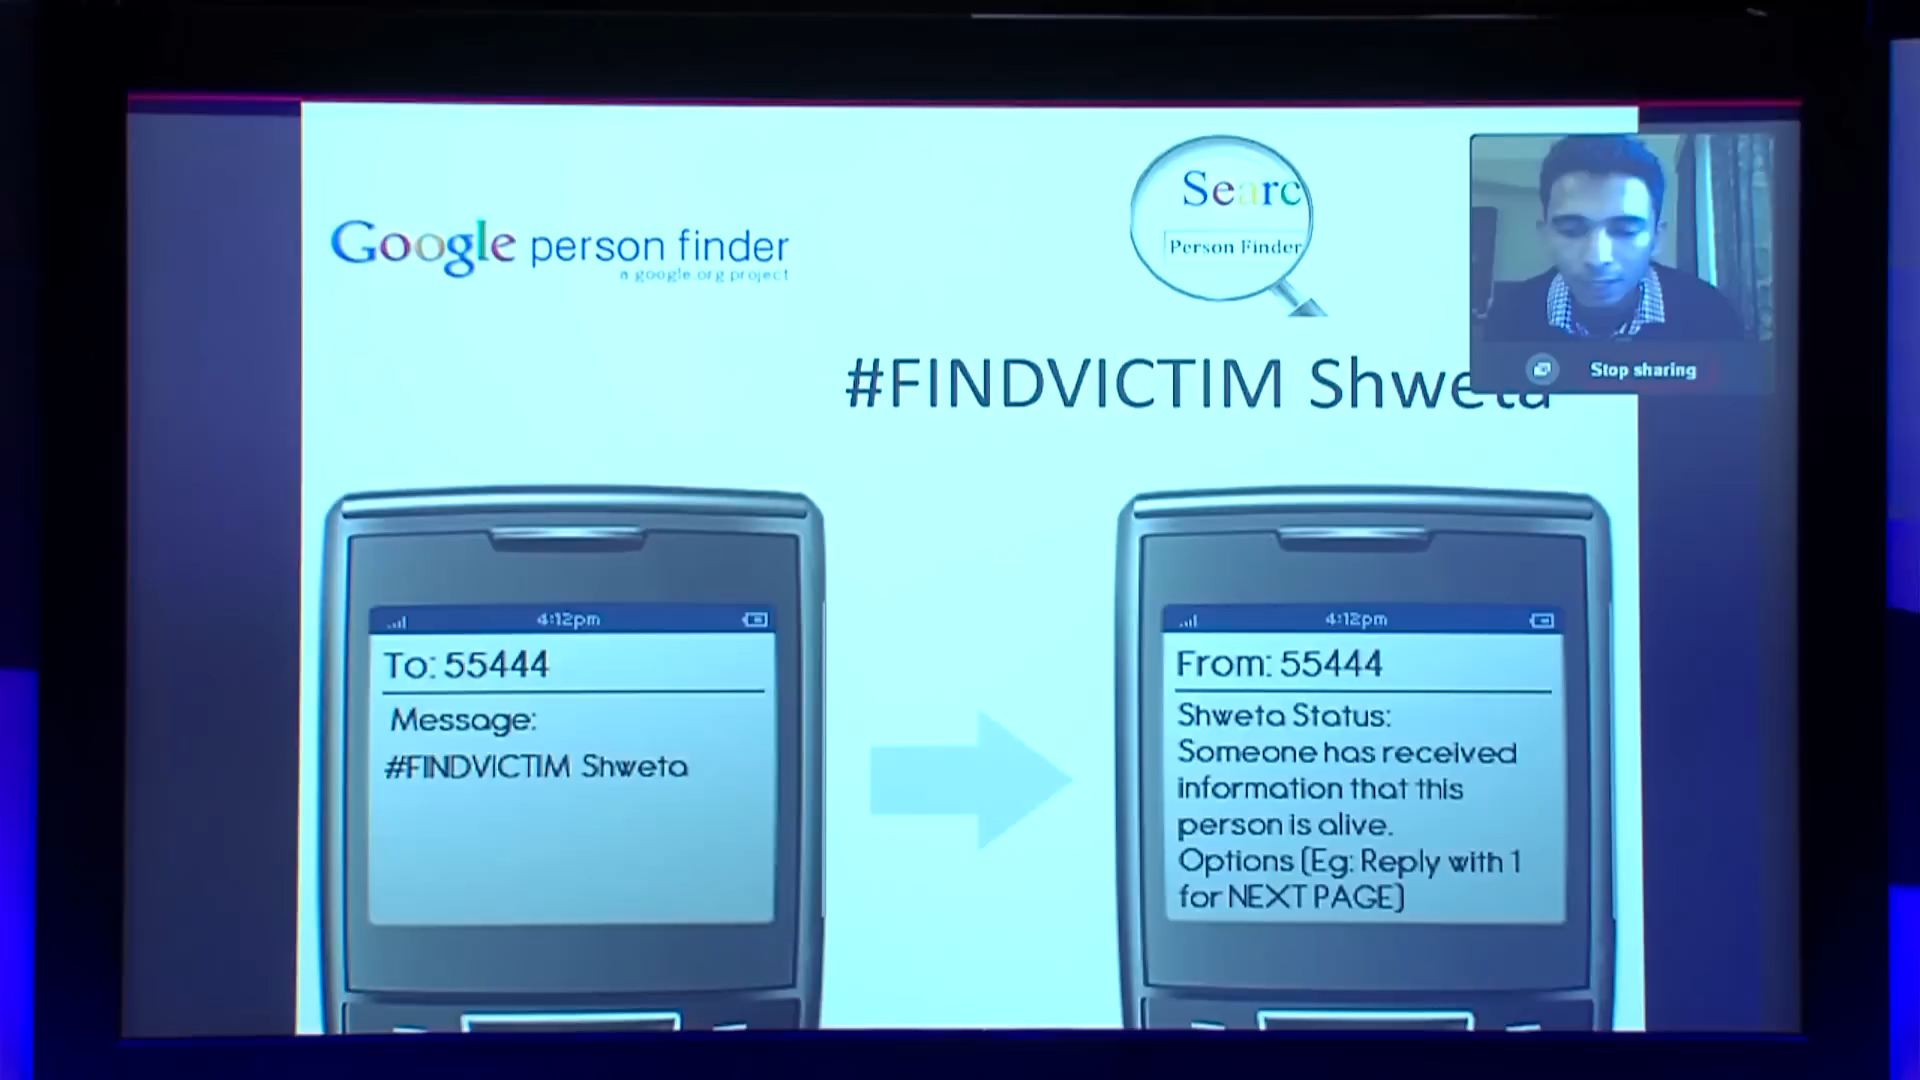 Google person finder
a google.org project
Searc
Person Finder
#FINDVICTIM Shweta
Stop sharing
4:12pm
To: 55444
Message:
#FINDVICTIM Shweta
4:12pm
From: 55444
Shweta Status:
Someone has received
information that this
person is alive.
Options (Eg: Reply with 1
for NEXT PAGE)